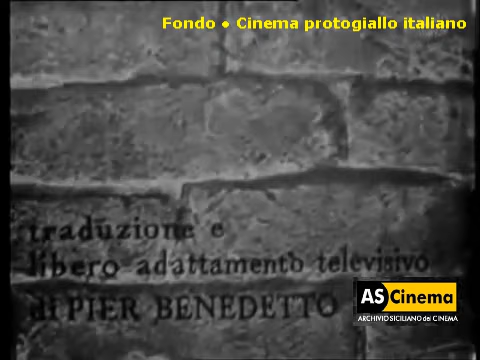 Fondo • Cinema protogiallo italiano
traduzione e
libero adattamento televisivo
di PIER BENEDETTO
AS Cinema
ARCHIVIO SICILIANO del CINEMA